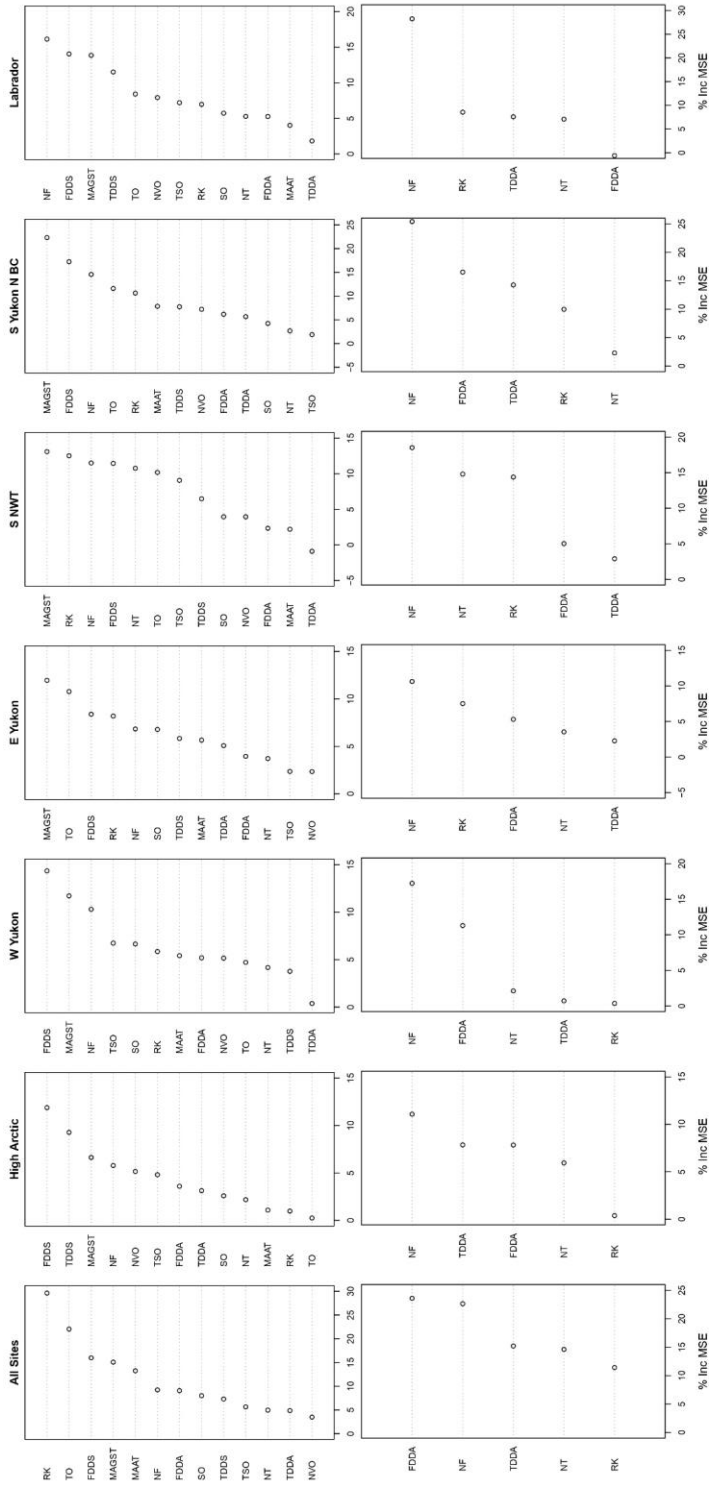 All Sites
RK
TO
FDDS
MAGST
MAAT
NF
FDDA
SO
TDDS
TSO
NT
TDDA
NVO
0 5 10 15 20 25 30
High Arctic
FDDS
TDDS
MAGST
NF
NVO
TSO
FDDA
TDDA
SO
NT
MAAT
RK
TO
0 5 10 15
W Yukon
FDDS
MAGST
NF
TSO
SO
RK
MAAT
FDDA
NVO
TO
NT
TDDS
TDDA
0 5 10 15
E Yukon
MAGST
TO
FDDS
RK
NF
SO
TDDS
MAAT
TDDA
FDDA
NT
TSO
NVO
0 5 10 15
S NWT
MAGST
RK
NF
FDDS
NT
TO
TSO
TDDS
SO
NVO
FDDA
MAAT
TDDA
−5 0 5 10 15
S Yukon N BC
MAGST
FDDS
NF
TO
RK
MAAT
TDDS
NVO
FDDA
TDDA
SO
NT
TSO
−5 0 5 10 15 20 25
Labrador
NF
FDDS
MAGST
TDDS
TO
NVO
TSO
RK
SO
NT
FDDA
MAAT
TDDA
0 5 10 15 20
FDDA
NF
TDDA
NT
RK
0 5 10 15 20 25
% Inc MSE
NF
TDDA
FDDA
NT
RK
0 5 10 15
% Inc MSE
NF
FDDA
NT
TDDA
RK
0 5 10 15 20
% Inc MSE
NF
RK
FDDA
NT
TDDA
−5 0 5 10 15
% Inc MSE
NF
NT
RK
FDDA
TDDA
0 5 10 15 20
% Inc MSE
NF
FDDA
TDDA
RK
NT
0 5 10 15 20 25
% Inc MSE
NF
RK
TDDA
NT
FDDA
0 5 10 15 20 25 30
% Inc MSE